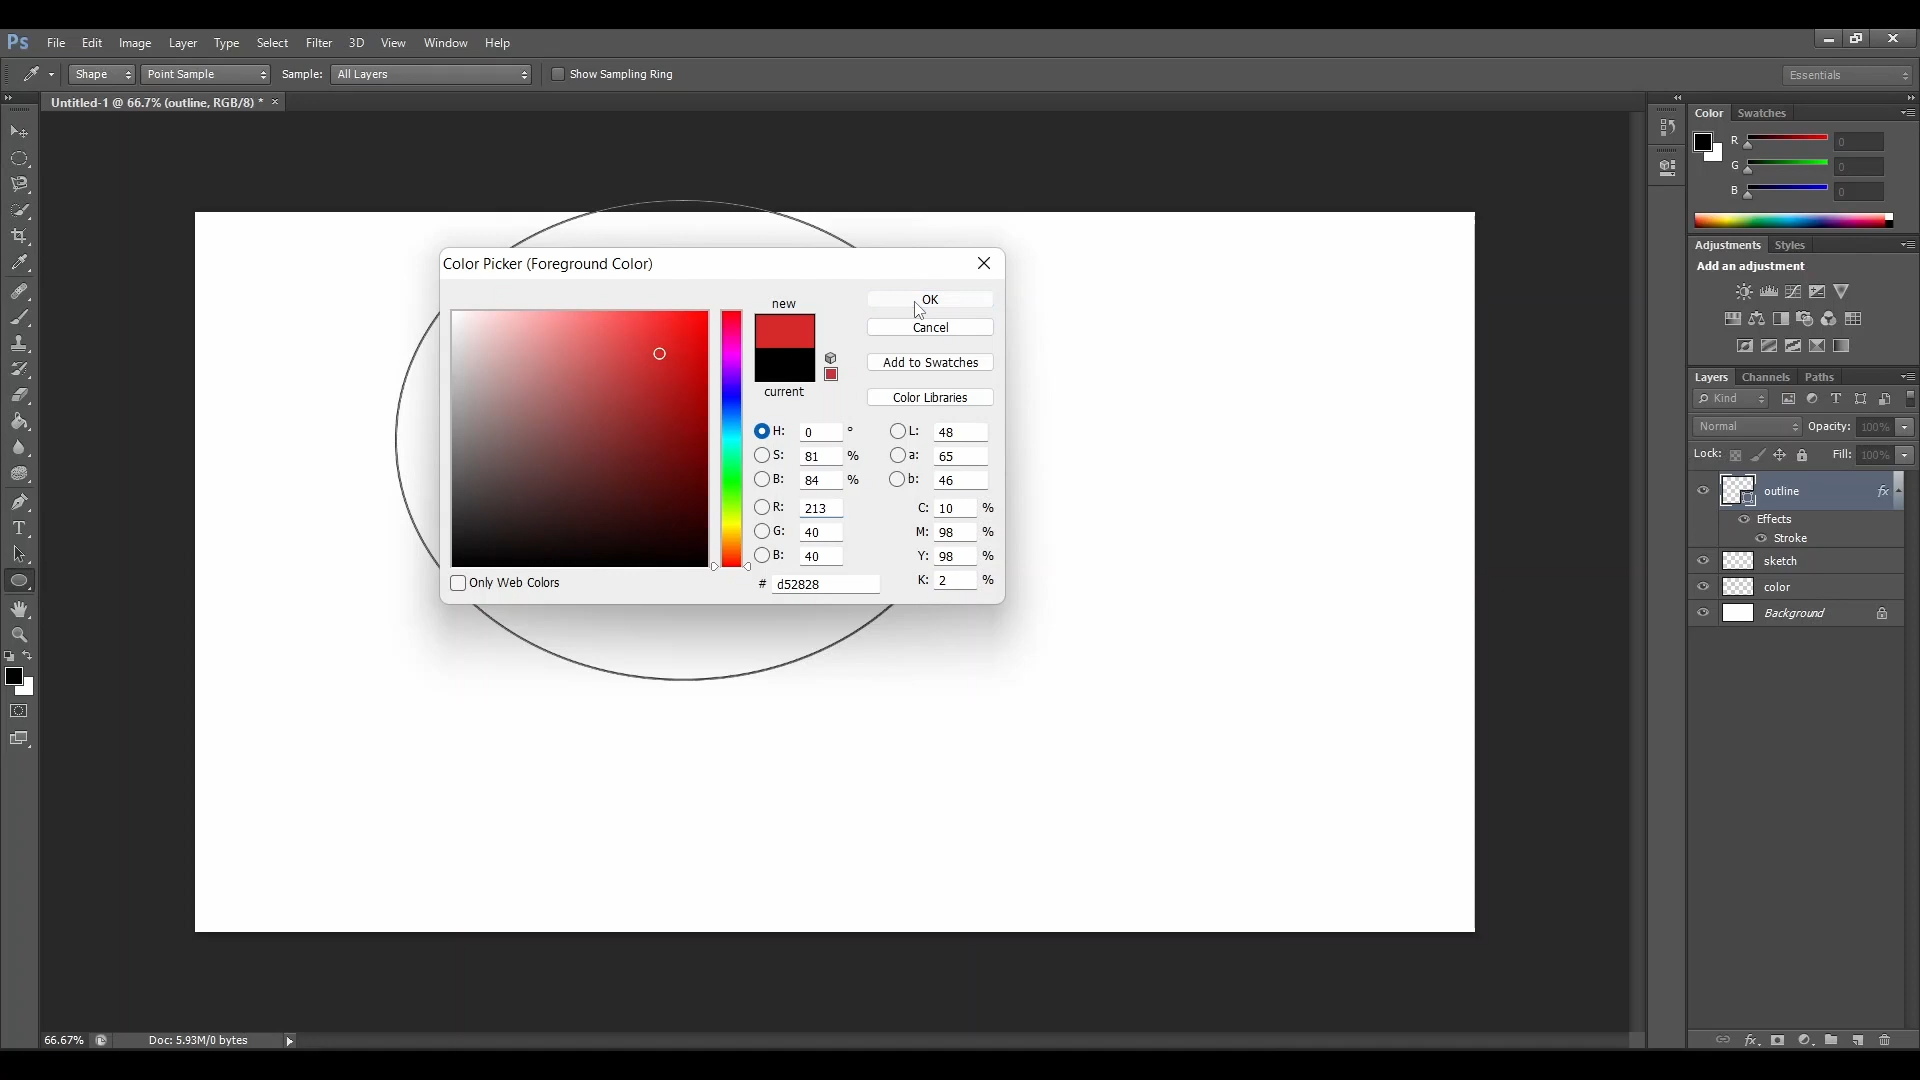 Ps File Edit Image Layer Type Select Filter 3D View Window Help
Shape Point Sample Sample: All Layers Show Sampling Ring Essentials
Untitled-1 @ 66.7% (outline, RGB/8) * ×
Color Swatches
R 0
G 0
B 0
Adjustments Styles
Add an adjustment
Layers Channels Paths
Kind
Normal Opacity: 100%
Lock: Fill: 100%
outline fx
Effects
Stroke
sketch
color
Background
Color Picker (Foreground Color)
new
current
OK
Cancel
Add to Swatches
Color Libraries
H: 0 ° L: 48
S: 81 % a: 65
B: 84 % b: 46
R: 213 C: 10 %
G: 40 M: 98 %
B: 40 Y: 98 %
Only Web Colors # d52828 K: 2 %
T
66.67% Doc: 5.93M/0 bytes
fx